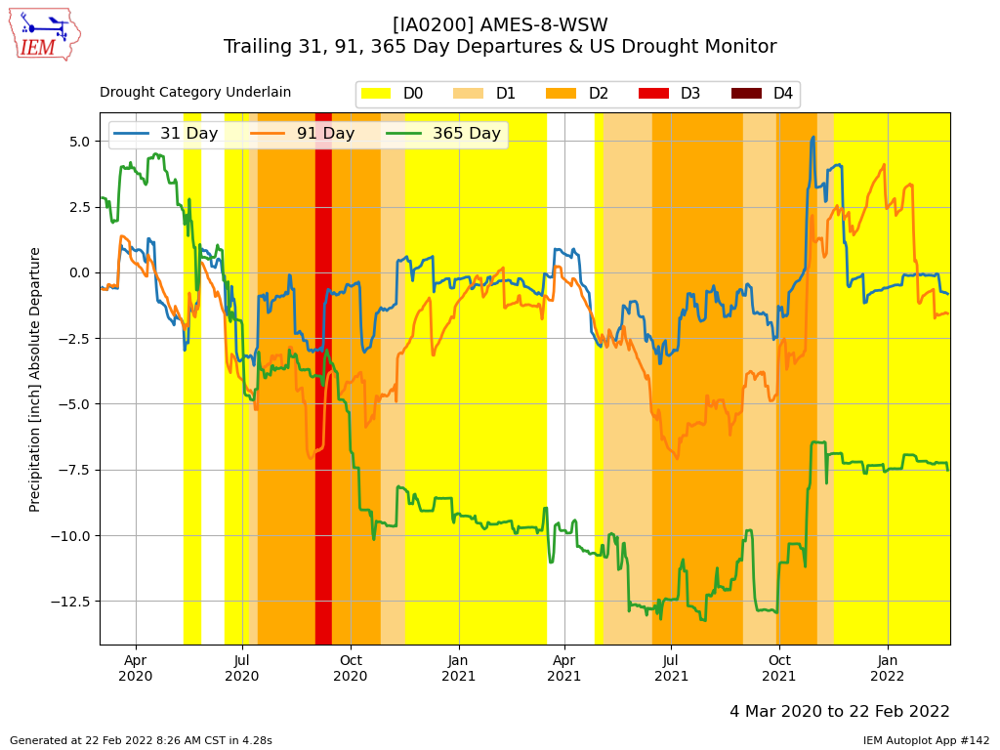 IEM
[IA0200] AMES-8-WSW
Trailing 31, 91, 365 Day Departures & US Drought Monitor
Drought Category Underlain
D0 D1 D2 D3 D4
31 Day 91 Day 365 Day
Precipitation [inch] Absolute Departure
5.0
2.5
0.0
−2.5
−5.0
−7.5
−10.0
−12.5
Apr Jul Oct Jan Apr Jul Oct Jan
2020 2020 2020 2021 2021 2021 2021 2022
4 Mar 2020 to 22 Feb 2022
Generated at 22 Feb 2022 8:26 AM CST in 4.28s
IEM Autoplot App #142